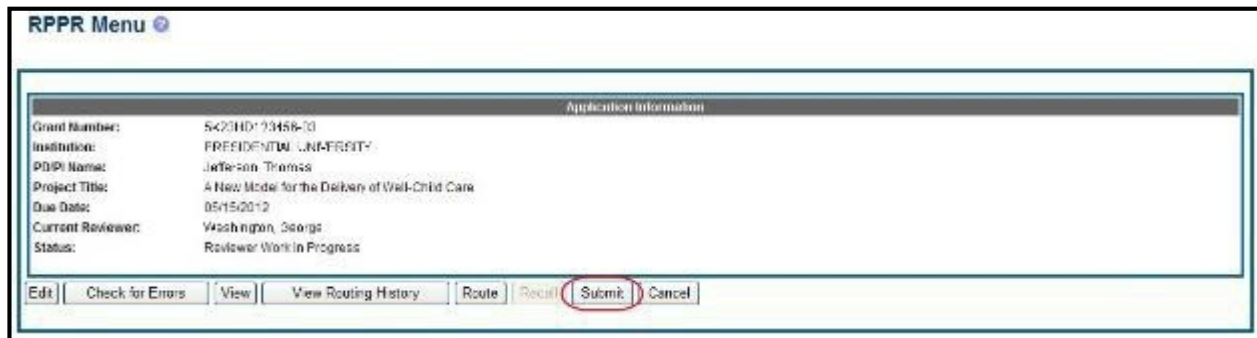 RPPR Menu
Application Information
Grant Number: 5K23HD123456-03
Institution: PRESIDENTIAL UNIVERSITY
PD/PI Name: Jefferson, Thomas
Project Title: A New Model for the Delivery of Well-Child Care
Due Date: 05/15/2012
Current Reviewer: Washington, George
Status: Reviewer Work in Progress
Edit Check for Errors View View Routing History Route Recall Submit Cancel